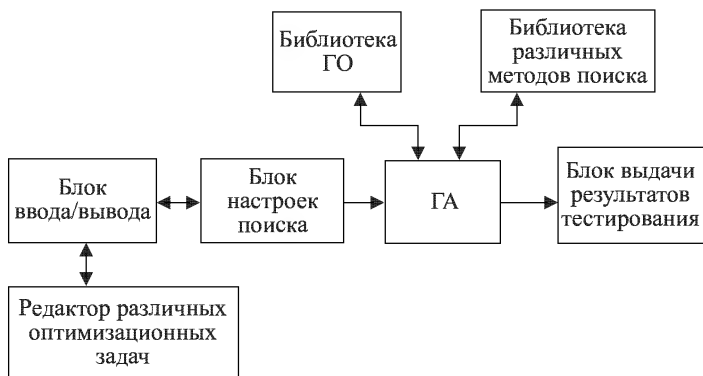 Библиотека
ГО
Библиотека
различных
методов поиска
Блок
ввода/вывода
Блок
настроек
поиска
ГА
Блок выдачи
результатов
тестирования
Редактор различных
оптимизационных
задач